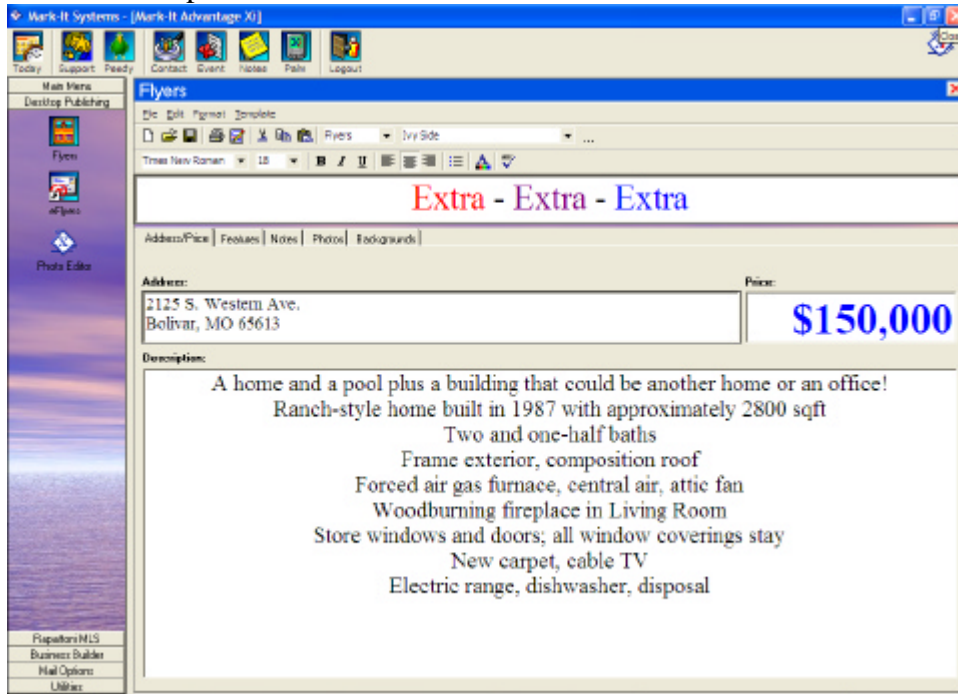 Mark-It Systems - [Mark-It Advantage Xi]
Today Support Peedy Contact Event Notes Palm Logout
Main Menu
Desktop Publishing
Flyers
eFlyers
Photo Editor
Rapattoni MLS
Business Builder
Mail Options
Utilities
Flyers
File Edit Format Template
Flyers Ivy Side ...
Times New Roman 18 B I U
Extra - Extra - Extra
Address/Price Features Notes Photos Backgrounds
Address: Price:
2125 S. Western Ave.
Bolivar, MO 65613
$150,000
Description:
A home and a pool plus a building that could be another home or an office!
Ranch-style home built in 1987 with approximately 2800 sqft
Two and one-half baths
Frame exterior, composition roof
Forced air gas furnace, central air, attic fan
Woodburning fireplace in Living Room
Store windows and doors; all window coverings stay
New carpet, cable TV
Electric range, dishwasher, disposal